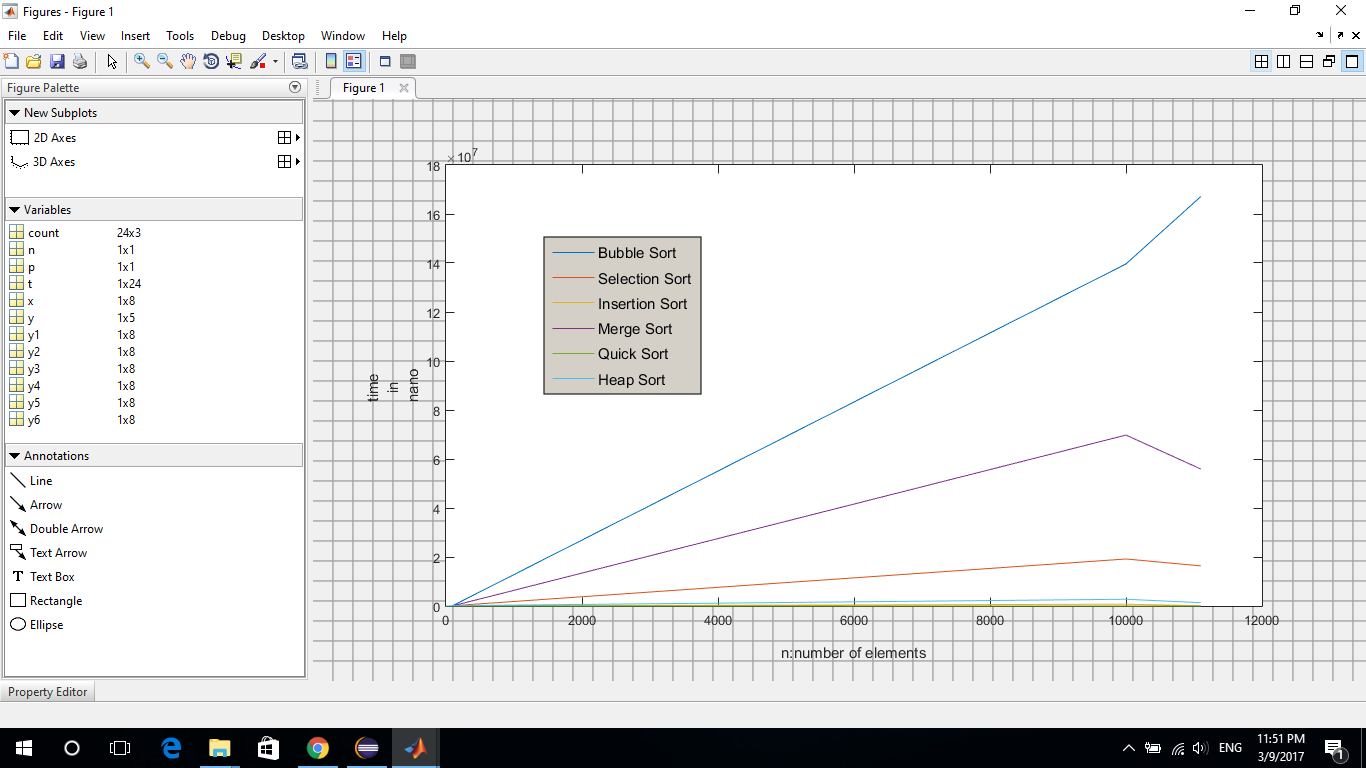 Figures - Figure 1
File Edit View Insert Tools Debug Desktop Window Help
Figure Palette
Figure 1
New Subplots
2D Axes
3D Axes
Variables
count 24x3
n 1x1
p 1x1
t 1x24
x 1x8
y 1x5
y1 1x8
y2 1x8
y3 1x8
y4 1x8
y5 1x8
y6 1x8
Annotations
Line
Arrow
Double Arrow
Text Arrow
T Text Box
Rectangle
Ellipse
Property Editor
×10^7
18
16
14
12
10
8
6
4
2
0
time
in
nano
Bubble Sort
Selection Sort
Insertion Sort
Merge Sort
Quick Sort
Heap Sort
0 2000 4000 6000 8000 10000 12000
n:number of elements
ENG
11:51 PM
3/9/2017
1